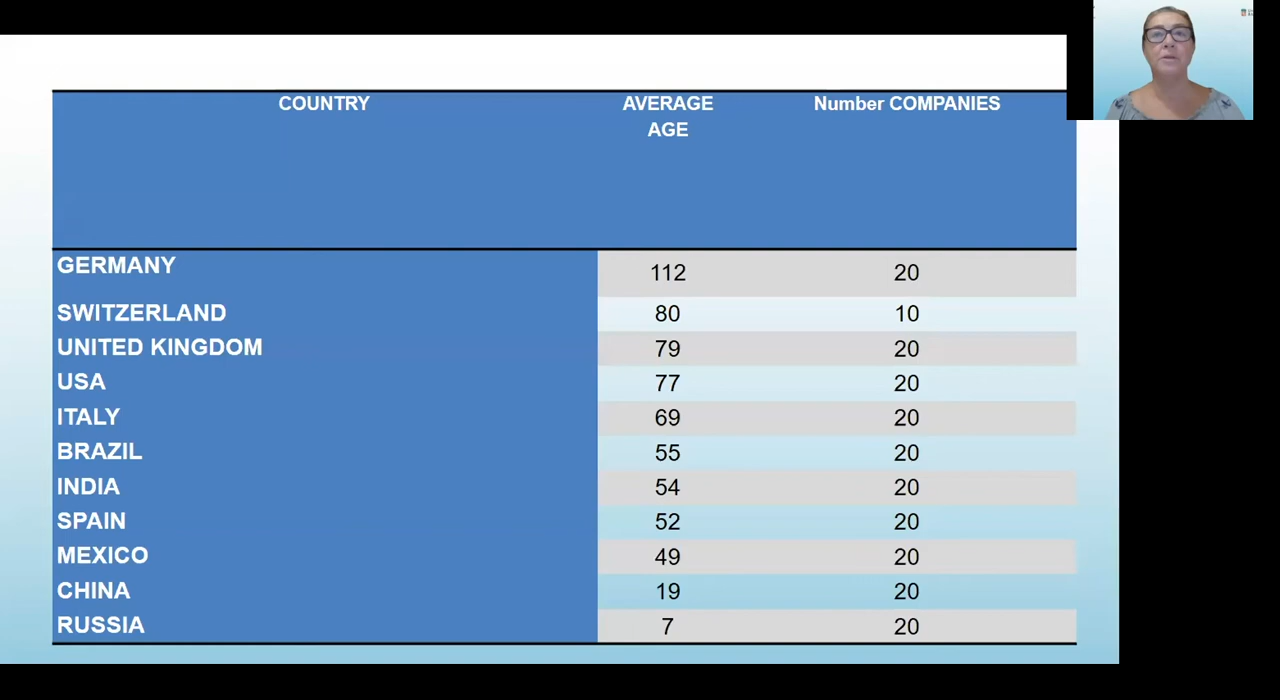 COUNTRY AVERAGE AGE Number COMPANIES
GERMANY 112 20
SWITZERLAND 80 10
UNITED KINGDOM 79 20
USA 77 20
ITALY 69 20
BRAZIL 55 20
INDIA 54 20
SPAIN 52 20
MEXICO 49 20
CHINA 19 20
RUSSIA 7 20